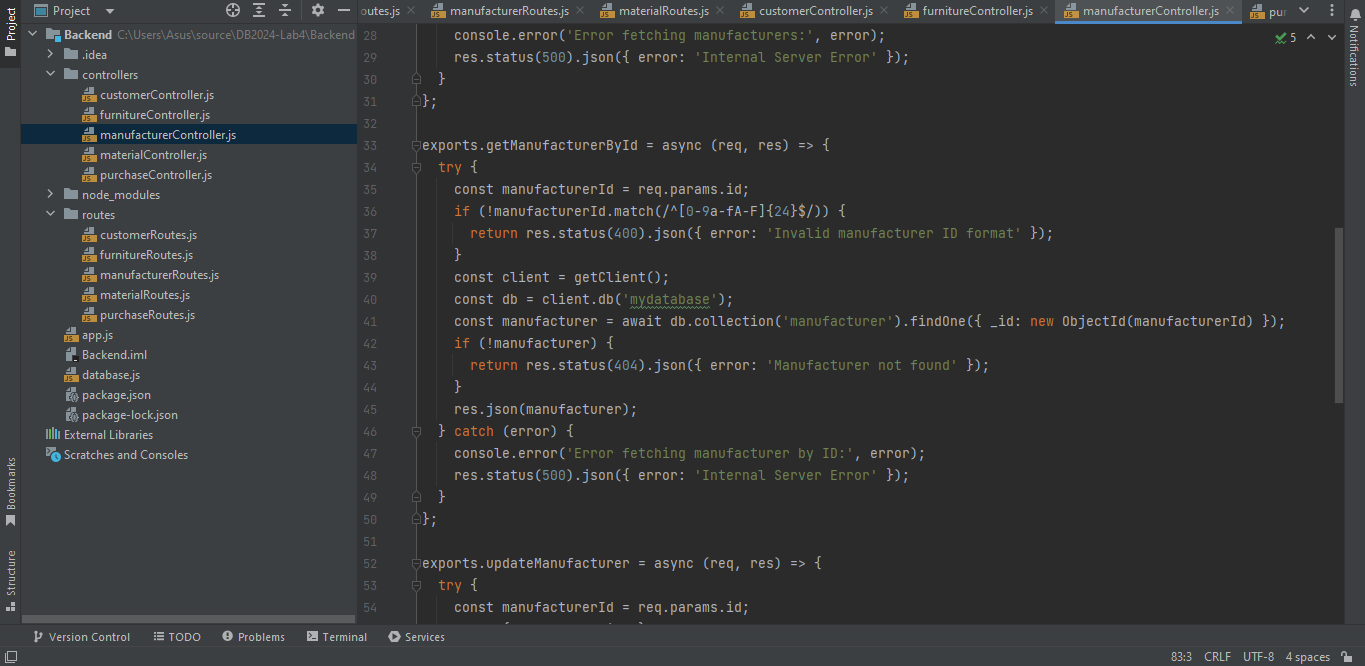 Project
outes.js
manufacturerRoutes.js
materialRoutes.js
customerController.js
furnitureController.js
manufacturerController.js
pur
Project
Backend C:\Users\Asus\source\DB2024-Lab4\Backend
.idea
controllers
customerController.js
furnitureController.js
manufacturerController.js
materialController.js
purchaseController.js
node_modules
routes
customerRoutes.js
furnitureRoutes.js
manufacturerRoutes.js
materialRoutes.js
purchaseRoutes.js
app.js
Backend.iml
database.js
package.json
package-lock.json
External Libraries
Scratches and Consoles
Bookmarks
Structure
28 console.error('Error fetching manufacturers:', error);
29 res.status(500).json({ error: 'Internal Server Error' });
30 }
31 };
32
33 exports.getManufacturerById = async (req, res) => {
34 try {
35 const manufacturerId = req.params.id;
36 if (!manufacturerId.match(/^[0-9a-fA-F]{24}$/)) {
37 return res.status(400).json({ error: 'Invalid manufacturer ID format' });
38 }
39 const client = getClient();
40 const db = client.db('mydatabase');
41 const manufacturer = await db.collection('manufacturer').findOne({ _id: new ObjectId(manufacturerId) });
42 if (!manufacturer) {
43 return res.status(404).json({ error: 'Manufacturer not found' });
44 }
45 res.json(manufacturer);
46 } catch (error) {
47 console.error('Error fetching manufacturer by ID:', error);
48 res.status(500).json({ error: 'Internal Server Error' });
49 }
50 };
51
52 exports.updateManufacturer = async (req, res) => {
53 try {
54 const manufacturerId = req.params.id;
5
Notifications
Version Control
TODO
Problems
Terminal
Services
83:3 CRLF UTF-8 4 spaces